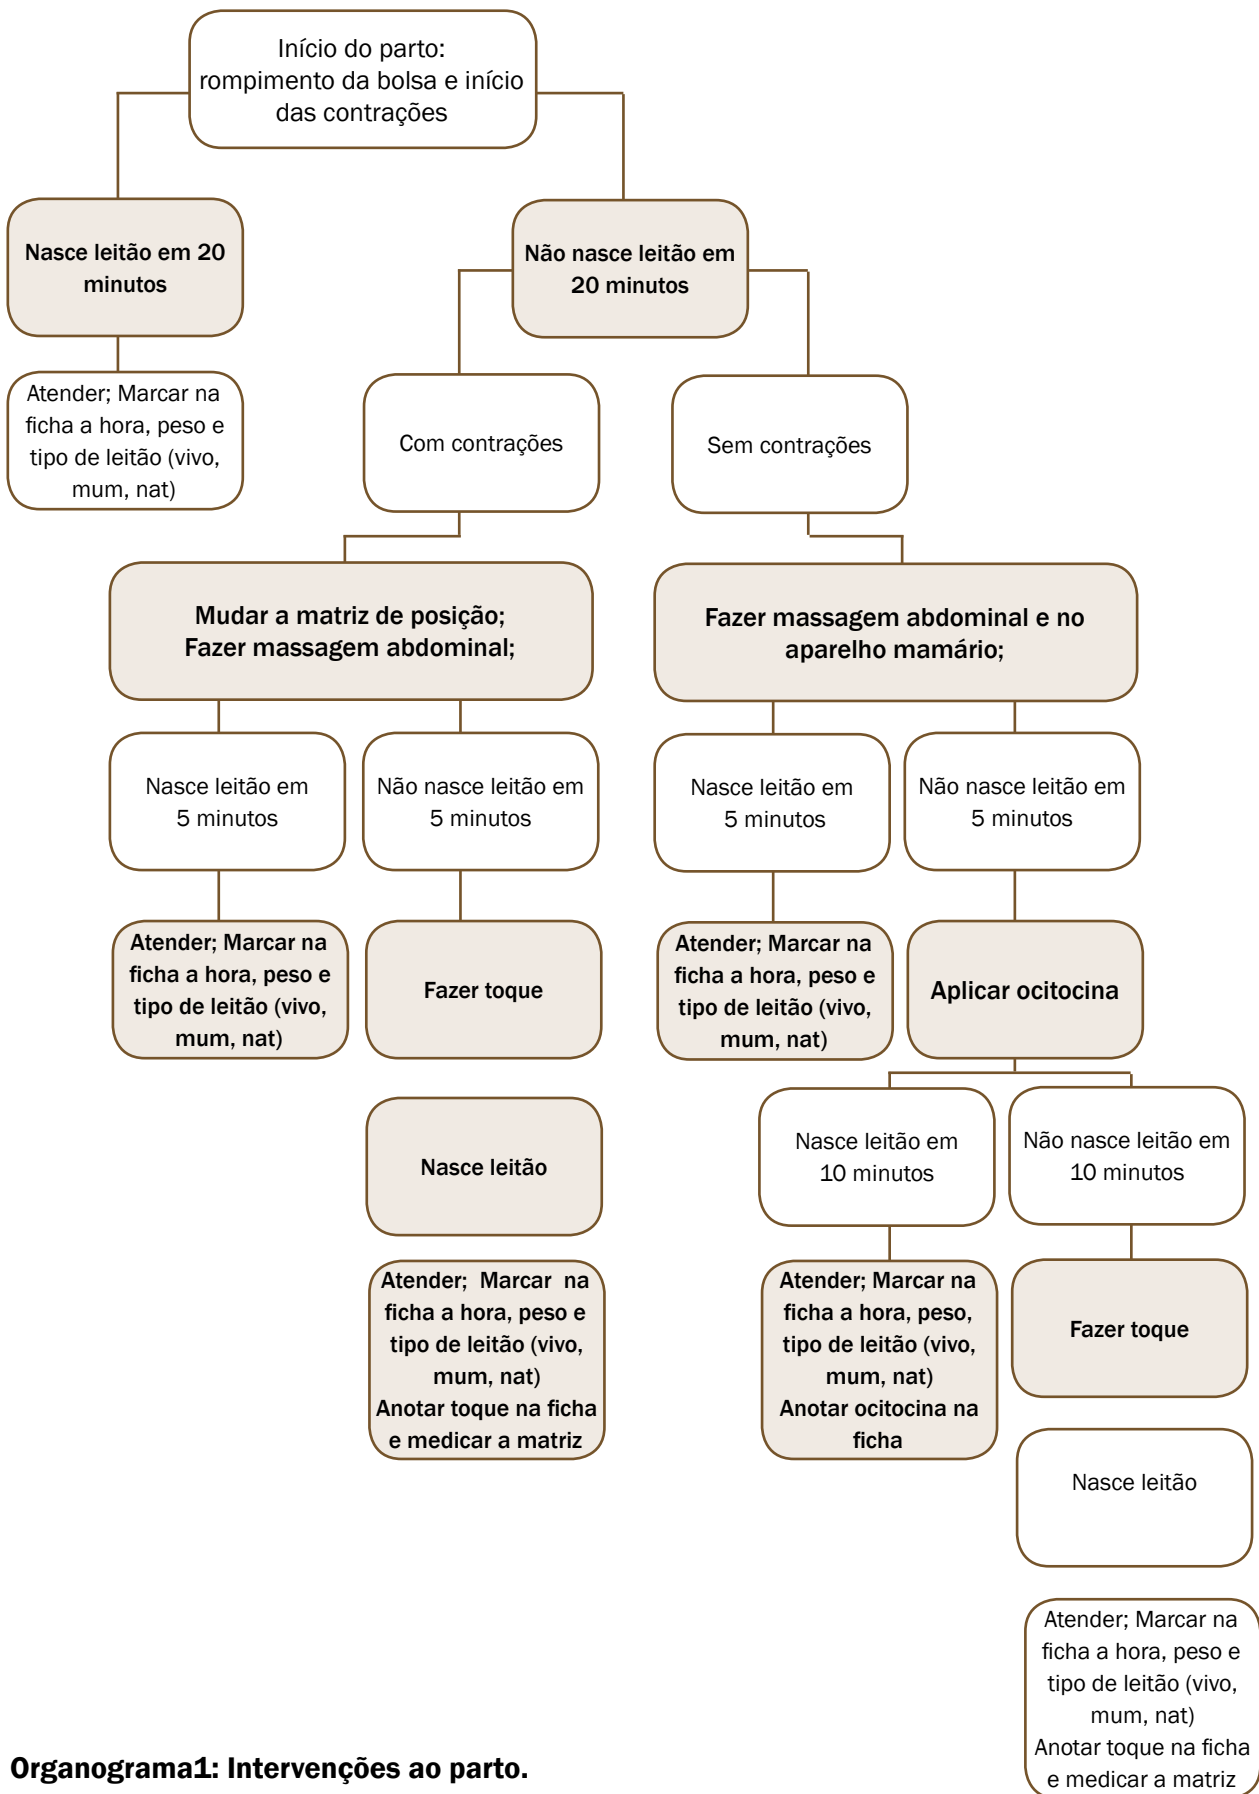 Início do parto:
rompimento da bolsa e início
das contrações
Nasce leitão em 20
minutos
Não nasce leitão em
20 minutos
Atender; Marcar na
ficha a hora, peso e
tipo de leitão (vivo,
mum, nat)
Com contrações
Sem contrações
Mudar a matriz de posição;
Fazer massagem abdominal;
Fazer massagem abdominal e no
aparelho mamário;
Nasce leitão em
5 minutos
Não nasce leitão em
5 minutos
Nasce leitão em
5 minutos
Não nasce leitão em
5 minutos
Atender; Marcar na
ficha a hora, peso e
tipo de leitão (vivo,
mum, nat)
Fazer toque
Atender; Marcar na
ficha a hora, peso e
tipo de leitão (vivo,
mum, nat)
Aplicar ocitocina
Nasce leitão
Nasce leitão em
10 minutos
Não nasce leitão em
10 minutos
Atender; Marcar na
ficha a hora, peso e
tipo de leitão (vivo,
mum, nat)
Anotar toque na ficha
e medicar a matriz
Atender; Marcar na
ficha a hora, peso,
tipo de leitão (vivo,
mum, nat)
Anotar ocitocina na
ficha
Fazer toque
Nasce leitão
Atender; Marcar na
ficha a hora, peso e
tipo de leitão (vivo,
mum, nat)
Anotar toque na ficha
e medicar a matriz
Organograma1: Intervenções ao parto.